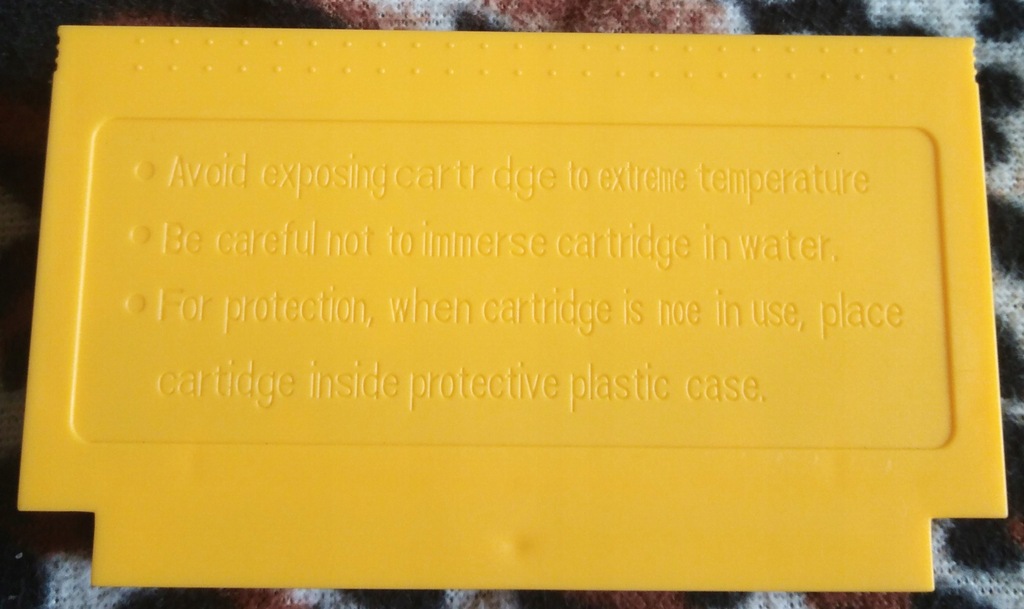 Avoid exposing cartr dge to extreme temperature
Be careful not to immerse cartridge in water.
For protection, when cartridge is noe in use, place
cartidge inside protective plastic case.